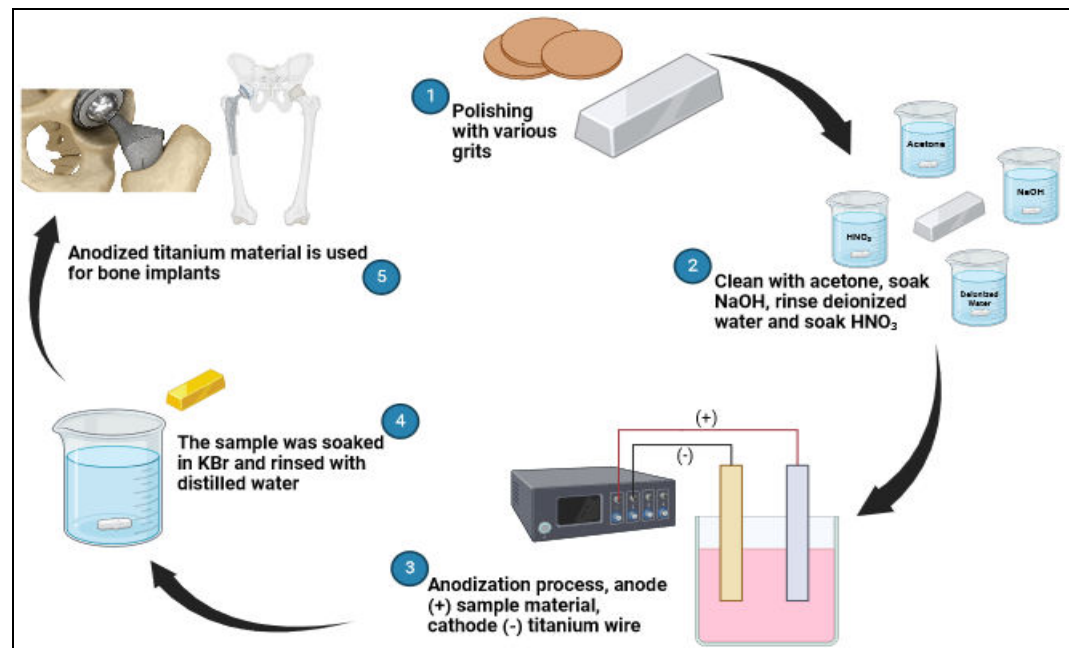 1
Polishing
with various
grits
Acetone
NaOH
HNO₃
Deionized
Water
2
Clean with acetone, soak
NaOH, rinse deionized
water and soak HNO₃
(+)
(-)
3
Anodization process, anode
(+) sample material,
cathode (-) titanium wire
4
The sample was soaked
in KBr and rinsed with
distilled water
Anodized titanium material is used
for bone implants
5